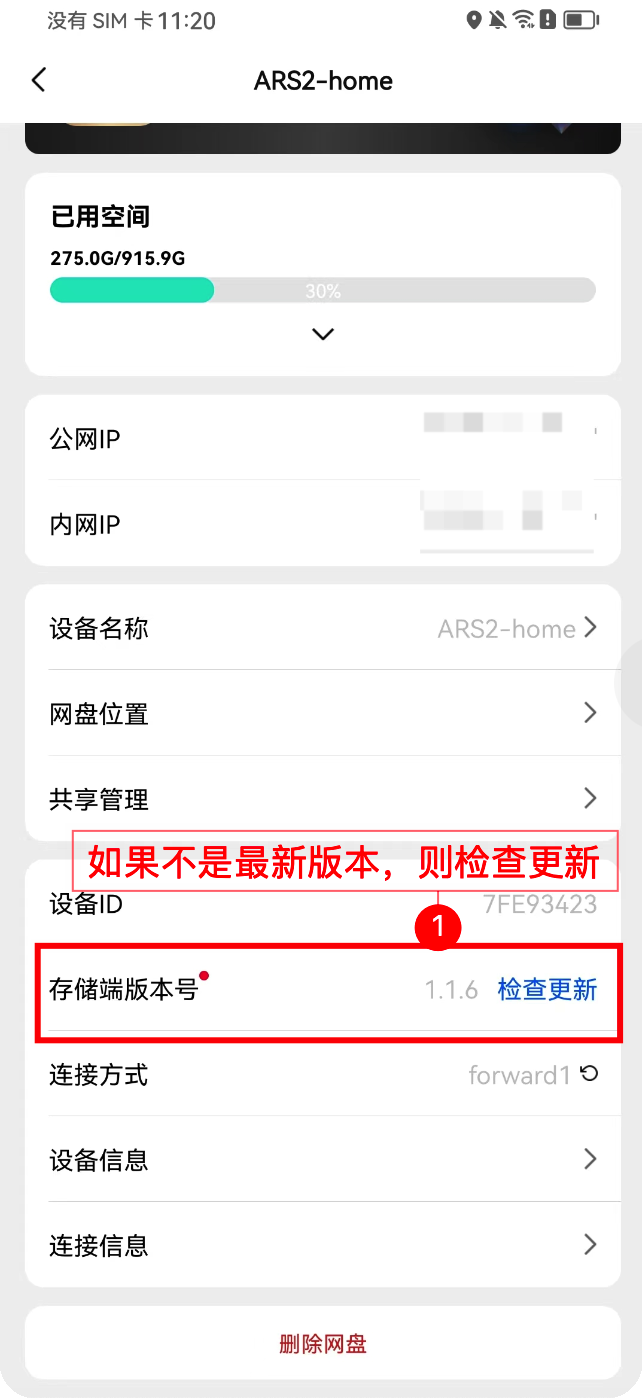 没有 SIM 卡 11:20
ARS2-home
已用空间
275.0G/915.9G
30%
公网IP
内网IP
设备名称 ARS2-home
网盘位置
共享管理
如果不是最新版本，则检查更新
设备ID 7FE93423
1
存储端版本号 1.1.6 检查更新
连接方式 forward1
设备信息
连接信息
删除网盘